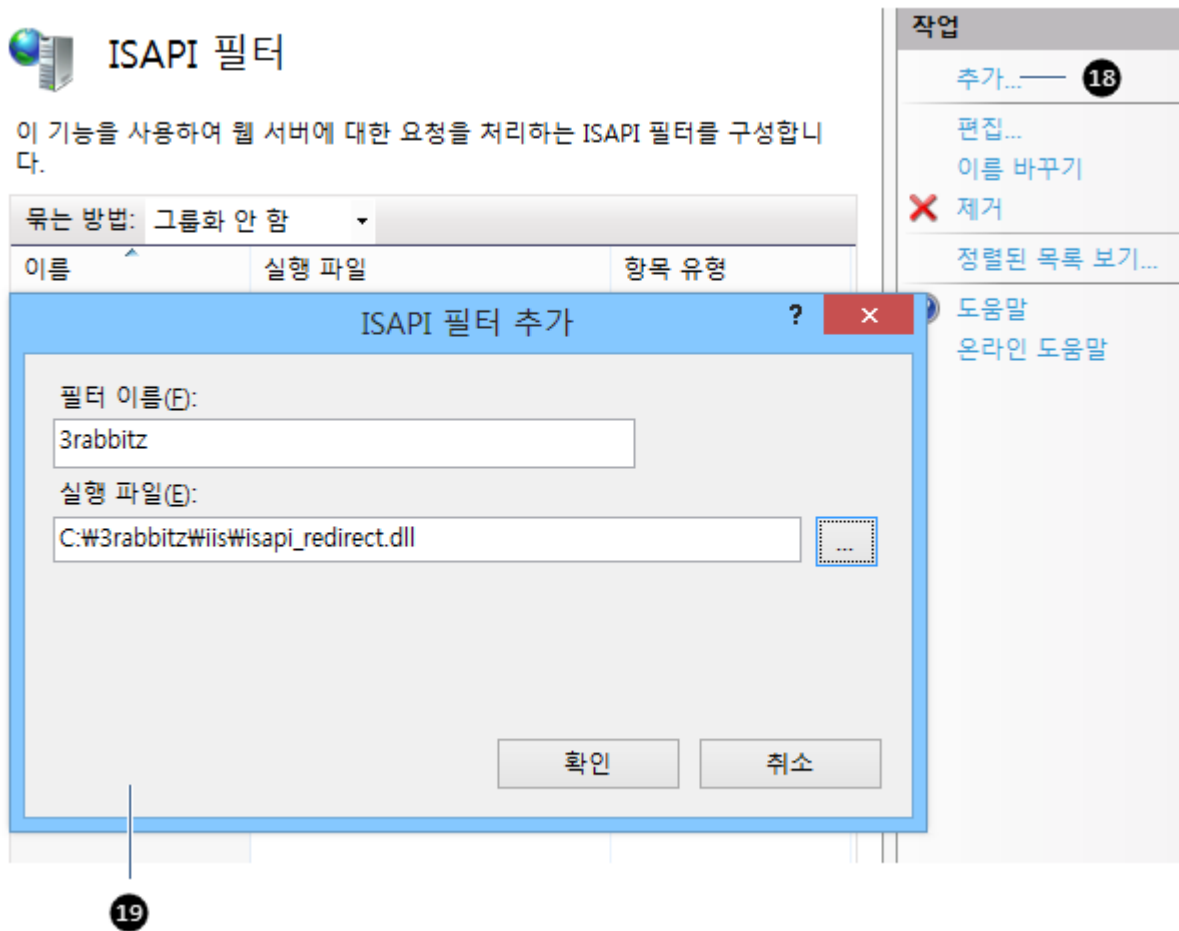 ISAPI 필터
이 기능을 사용하여 웹 서버에 대한 요청을 처리하는 ISAPI 필터를 구성합니
다.
묶는 방법: 그룹화 안 함
이름 실행 파일 항목 유형
ISAPI 필터 추가 ?
필터 이름(F):
3rabbitz
실행 파일(E):
C:₩3rabbitz₩iis₩isapi_redirect.dll
...
확인 취소
19
작업
추가... 18
편집...
이름 바꾸기
제거
정렬된 목록 보기...
도움말
온라인 도움말